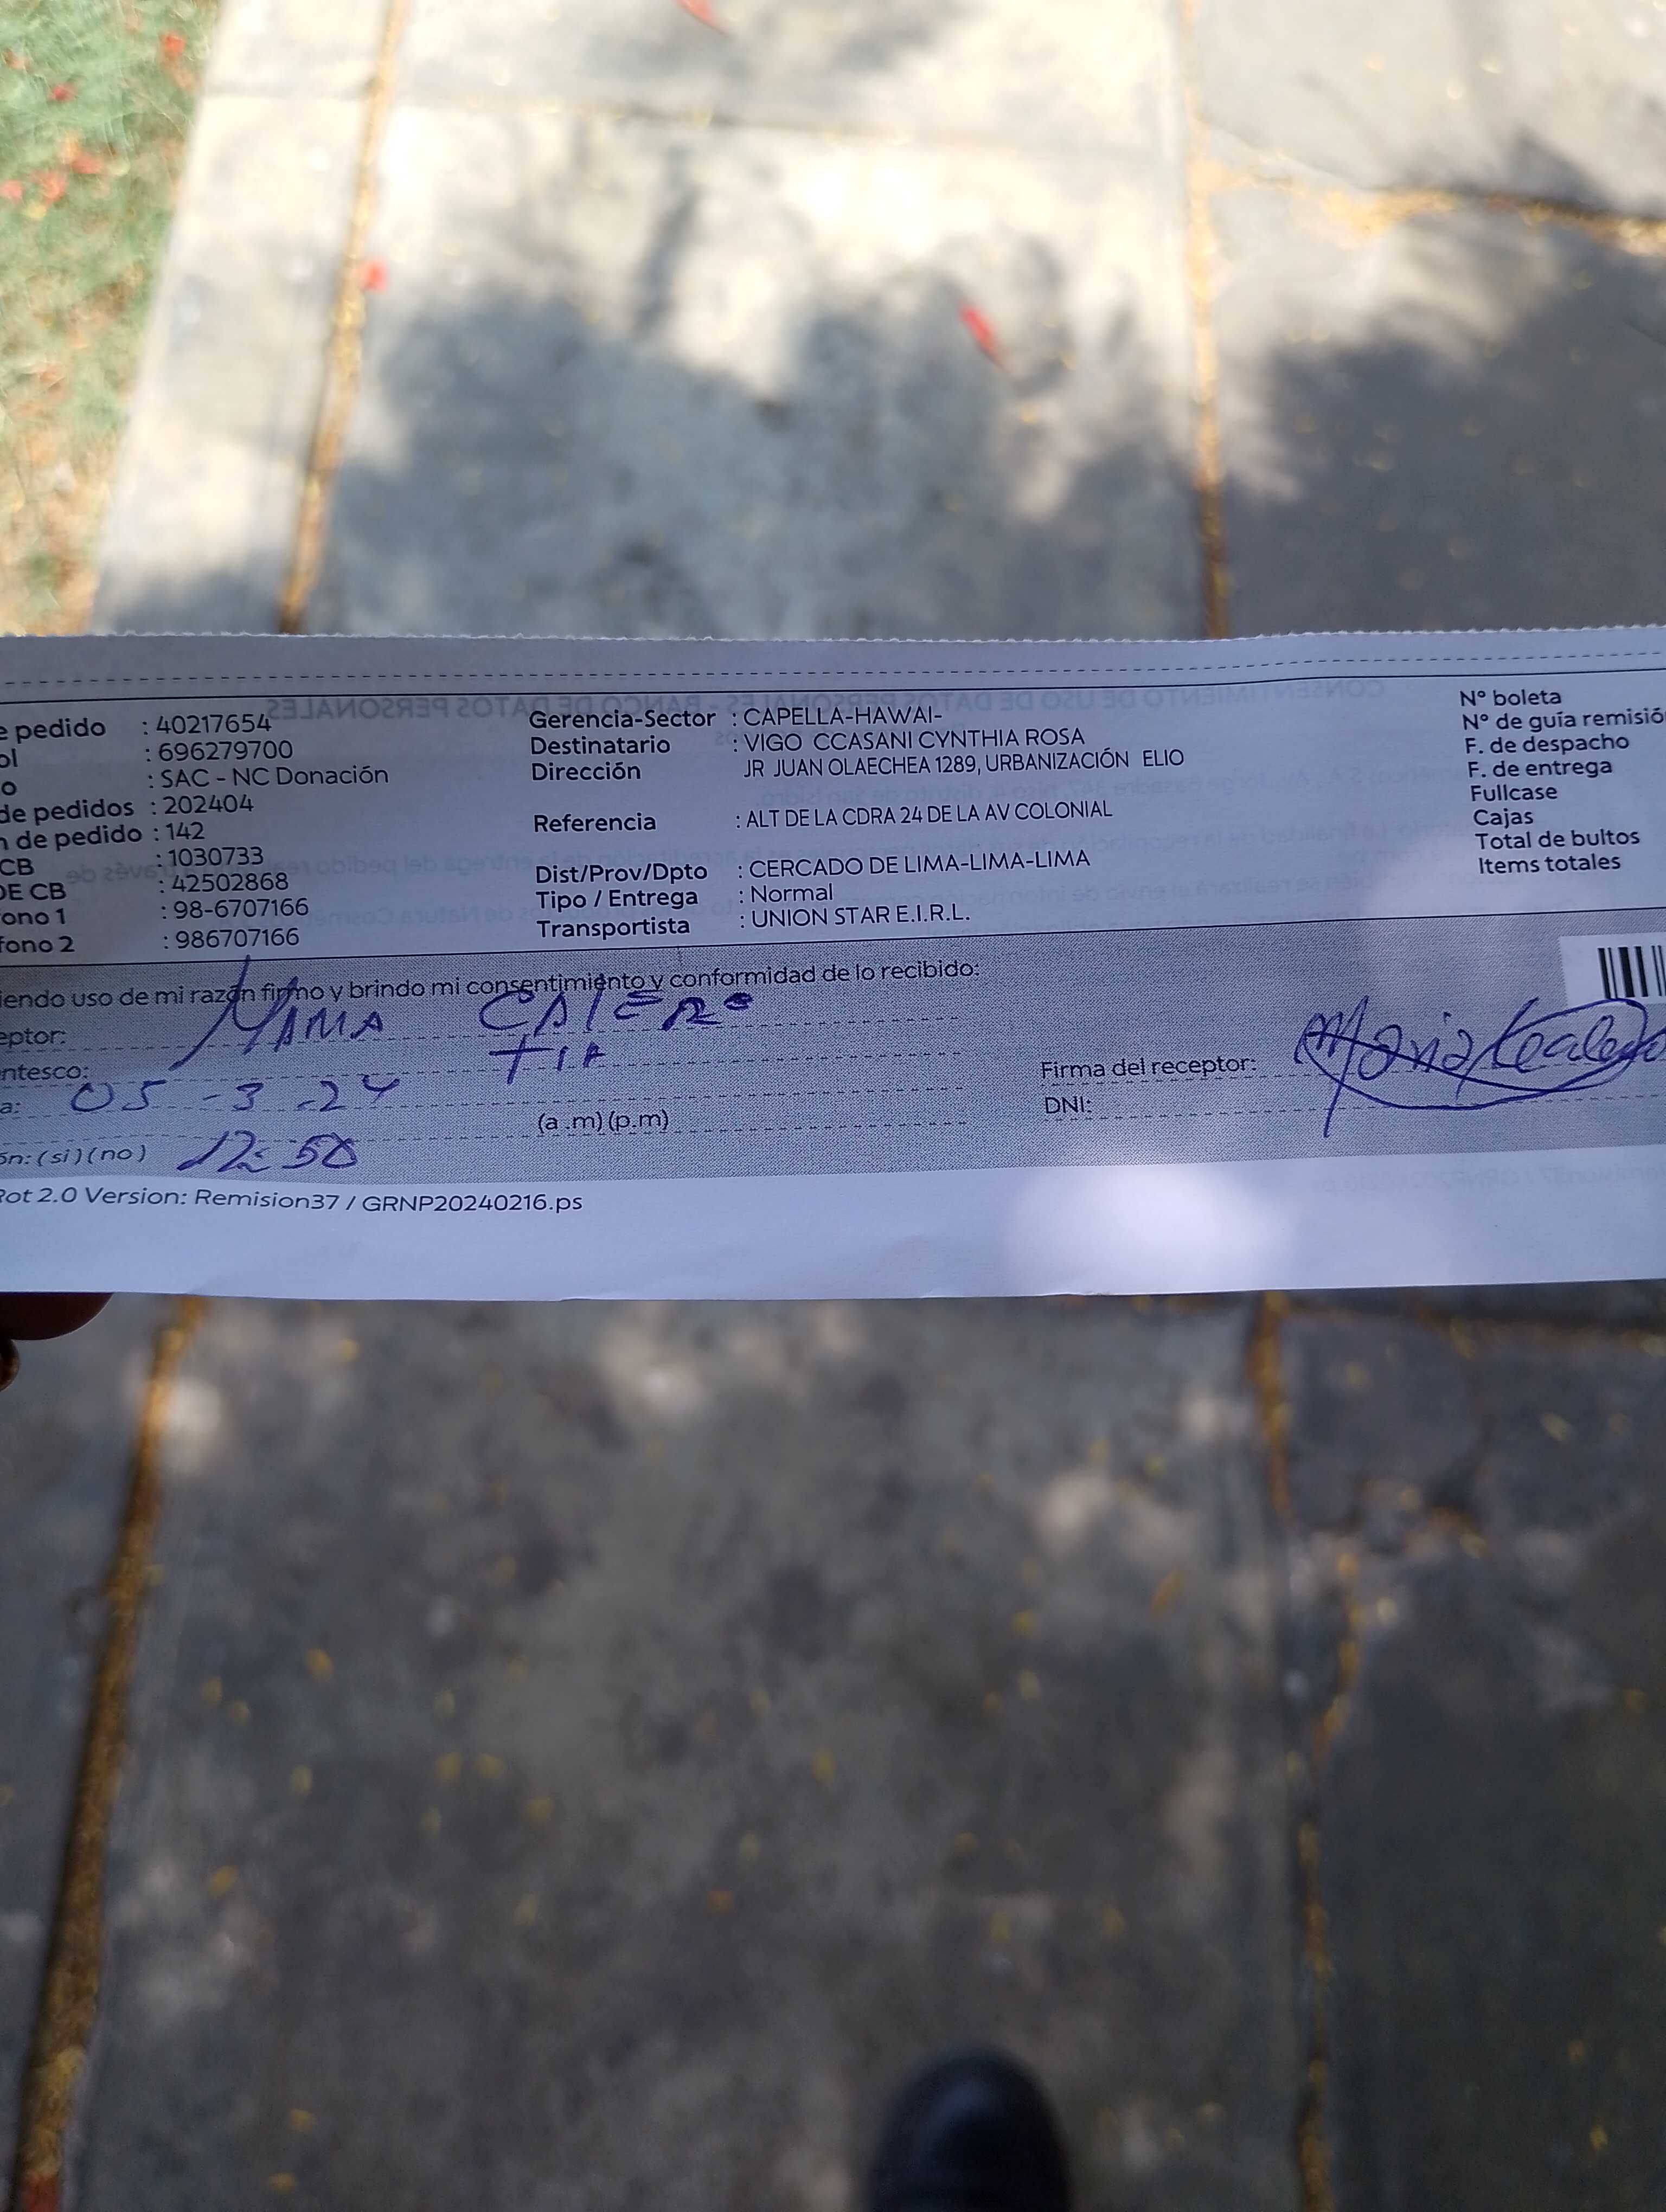 e pedido : 40217654
ol : 696279700
o : SAC - NC Donación
de pedidos : 202404
n de pedido : 142
CB : 1030733
DE CB : 42502868
ono 1 : 98-6707166
fono 2 : 986707166
Gerencia-Sector : CAPELLA-HAWAI-
Destinatario : VIGO CCASANI CYNTHIA ROSA
Dirección JR JUAN OLAECHEA 1289, URBANIZACIÓN ELIO
Referencia : ALT DE LA CDRA 24 DE LA AV COLONIAL
Dist/Prov/Dpto : CERCADO DE LIMA-LIMA-LIMA
Tipo / Entrega : Normal
Transportista : UNION STAR E.I.R.L.
N° boleta
N° de guía remisió
F. de despacho
F. de entrega
Fullcase
Cajas
Total de bultos
Items totales
iendo uso de mi razón firmo y brindo mi consentimiento y conformidad de lo recibido:
eptor: CALERO
entesco: TIA
a: 05-3-24 (a.m)(p.m)
ón: (si)(no) 12:50
Firma del receptor:
DNI:
Rot 2.0 Version: Remision37 / GRNP20240216.ps